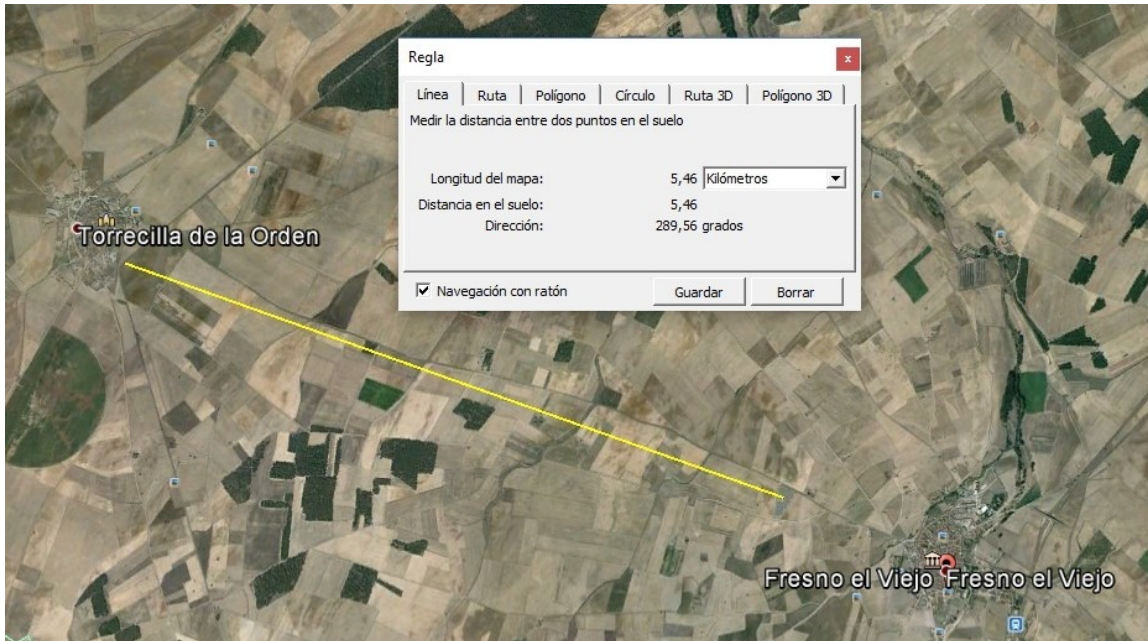 Regla
x
Línea Ruta Polígono Círculo Ruta 3D Polígono 3D
Medir la distancia entre dos puntos en el suelo
Longitud del mapa: 5,46 Kilómetros
Distancia en el suelo: 5,46
Dirección: 289,56 grados
Navegación con ratón Guardar Borrar
Torrecilla de la Orden
Fresno el Viejo Fresno el Viejo